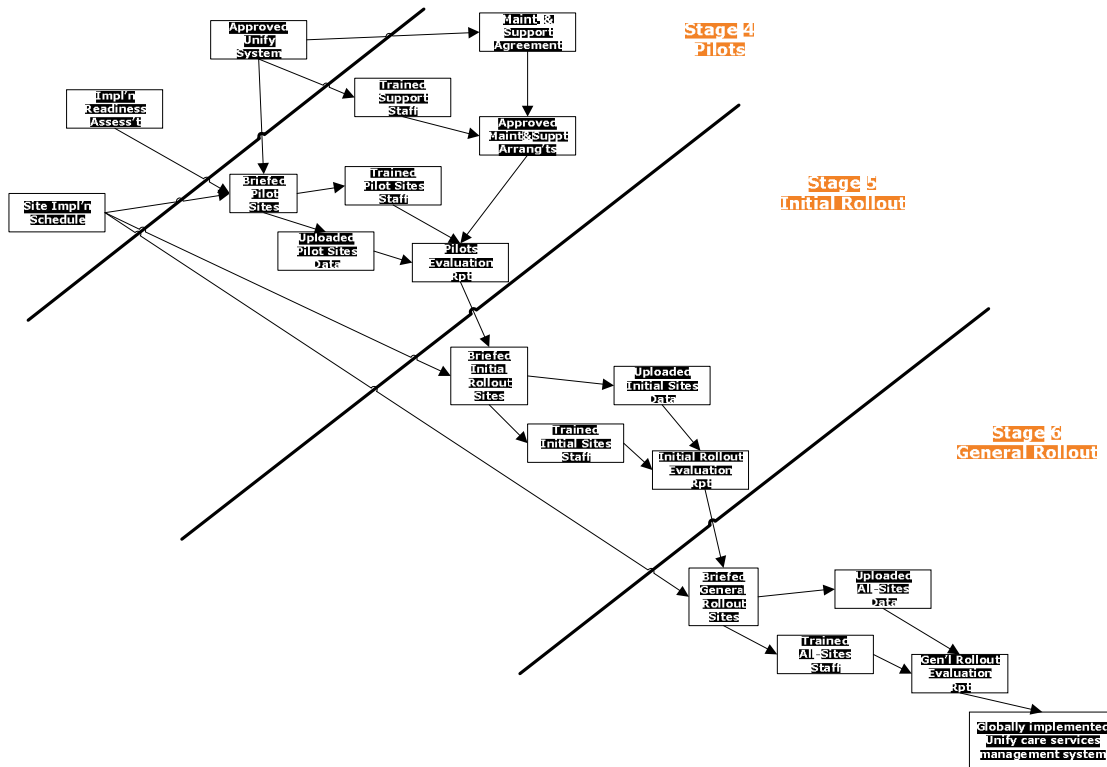 Approved
Unify
System
Maint. &
Support
Agreement
Stage 4
Pilots
Impl'n
Readiness
Assess't
Trained
Support
Staff
Approved
Maint&Suppt
Arrang'ts
Site Impl'n
Schedule
Briefed
Pilot
Sites
Trained
Pilot Sites
Staff
Stage 5
Initial Rollout
Uploaded
Pilot Sites
Data
Pilots
Evaluation
Rpt
Briefed
Initial
Rollout
Sites
Uploaded
Initial Sites
Data
Trained
Initial Sites
Staff
Initial Rollout
Evaluation
Rpt
Stage 6
General Rollout
Briefed
General
Rollout
Sites
Uploaded
All-Sites
Data
Trained
All-Sites
Staff
Gen'l Rollout
Evaluation
Rpt
Globally implemented
Unify care services
management system